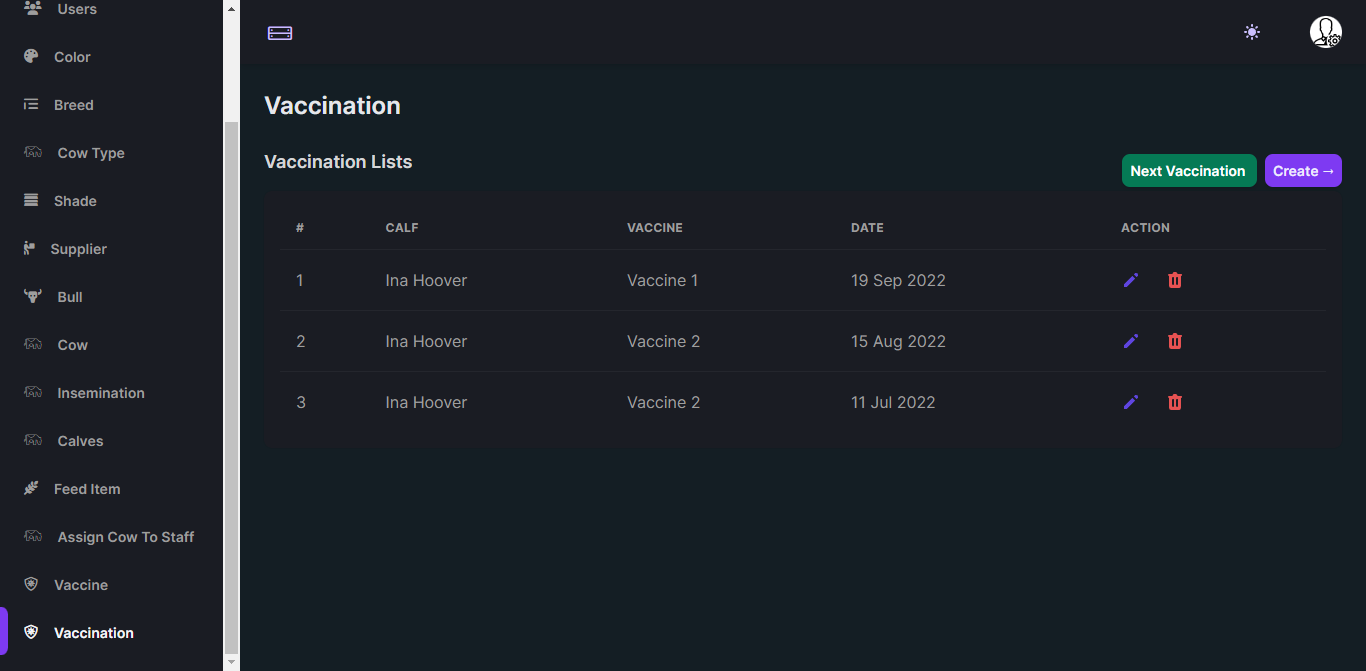 Users
Color
Breed
Cow Type
Shade
Supplier
Bull
Cow
Insemination
Calves
Feed Item
Assign Cow To Staff
Vaccine
Vaccination
Vaccination
Vaccination Lists
Next Vaccination Create →
# CALF VACCINE DATE ACTION
1 Ina Hoover Vaccine 1 19 Sep 2022
2 Ina Hoover Vaccine 2 15 Aug 2022
3 Ina Hoover Vaccine 2 11 Jul 2022